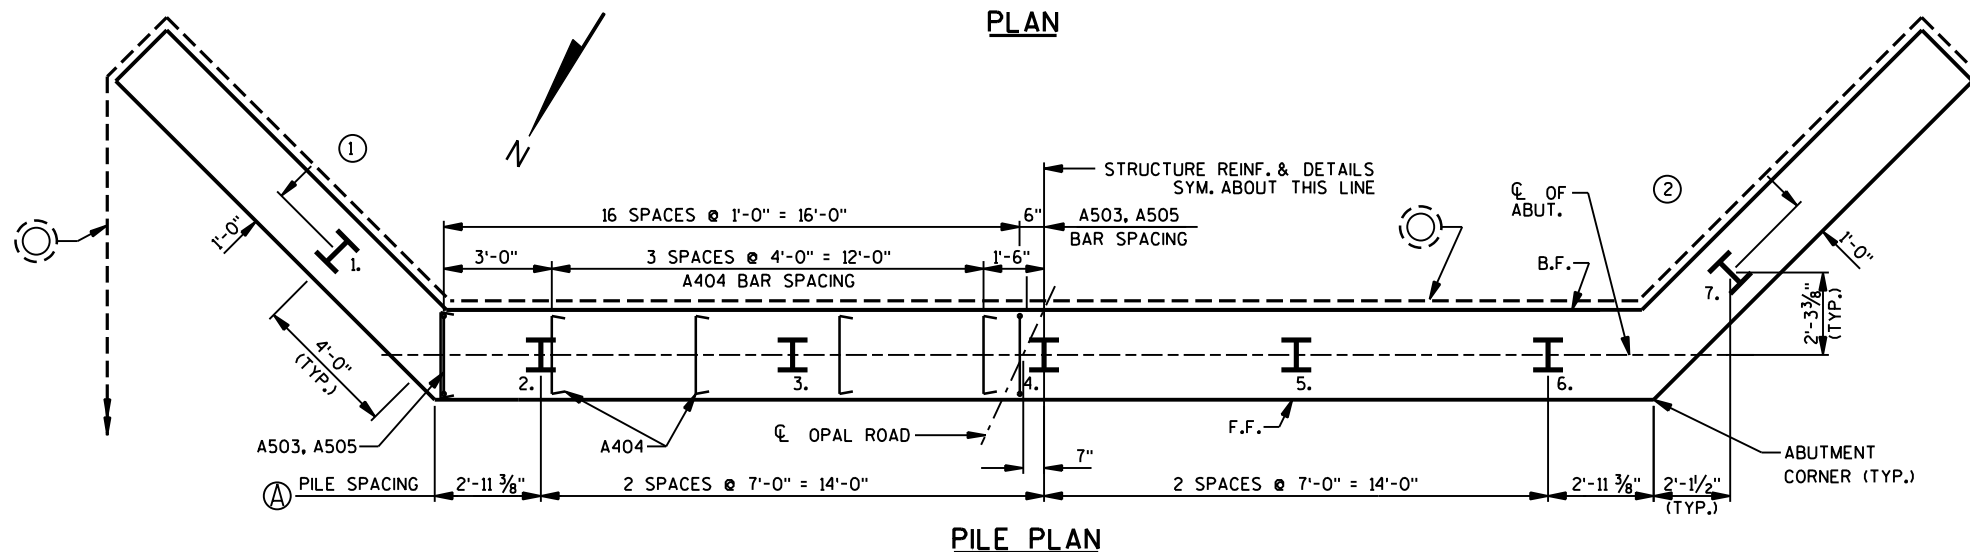 PLAN
N
1
2
STRUCTURE REINF. & DETAILS
SYM. ABOUT THIS LINE
℄ OF
ABUT.
16 SPACES @ 1'-0" = 16'-0"
6"
A503, A505
BAR SPACING
1'-0"
1'-0"
3'-0"
3 SPACES @ 4'-0" = 12'-0"
1'-6"
A404 BAR SPACING
B.F.
1.
7.
2'-3⅜"
(TYP.)
4'-0"
(TYP.)
2.
3.
4.
5.
6.
A503, A505
A404
℄ OPAL ROAD
F.F.
7"
ABUTMENT
CORNER (TYP.)
A PILE SPACING
2'-11 ⅜"
2 SPACES @ 7'-0" = 14'-0"
2 SPACES @ 7'-0" = 14'-0"
2'-11 ⅜"
2'-1/2"
(TYP.)
PILE PLAN